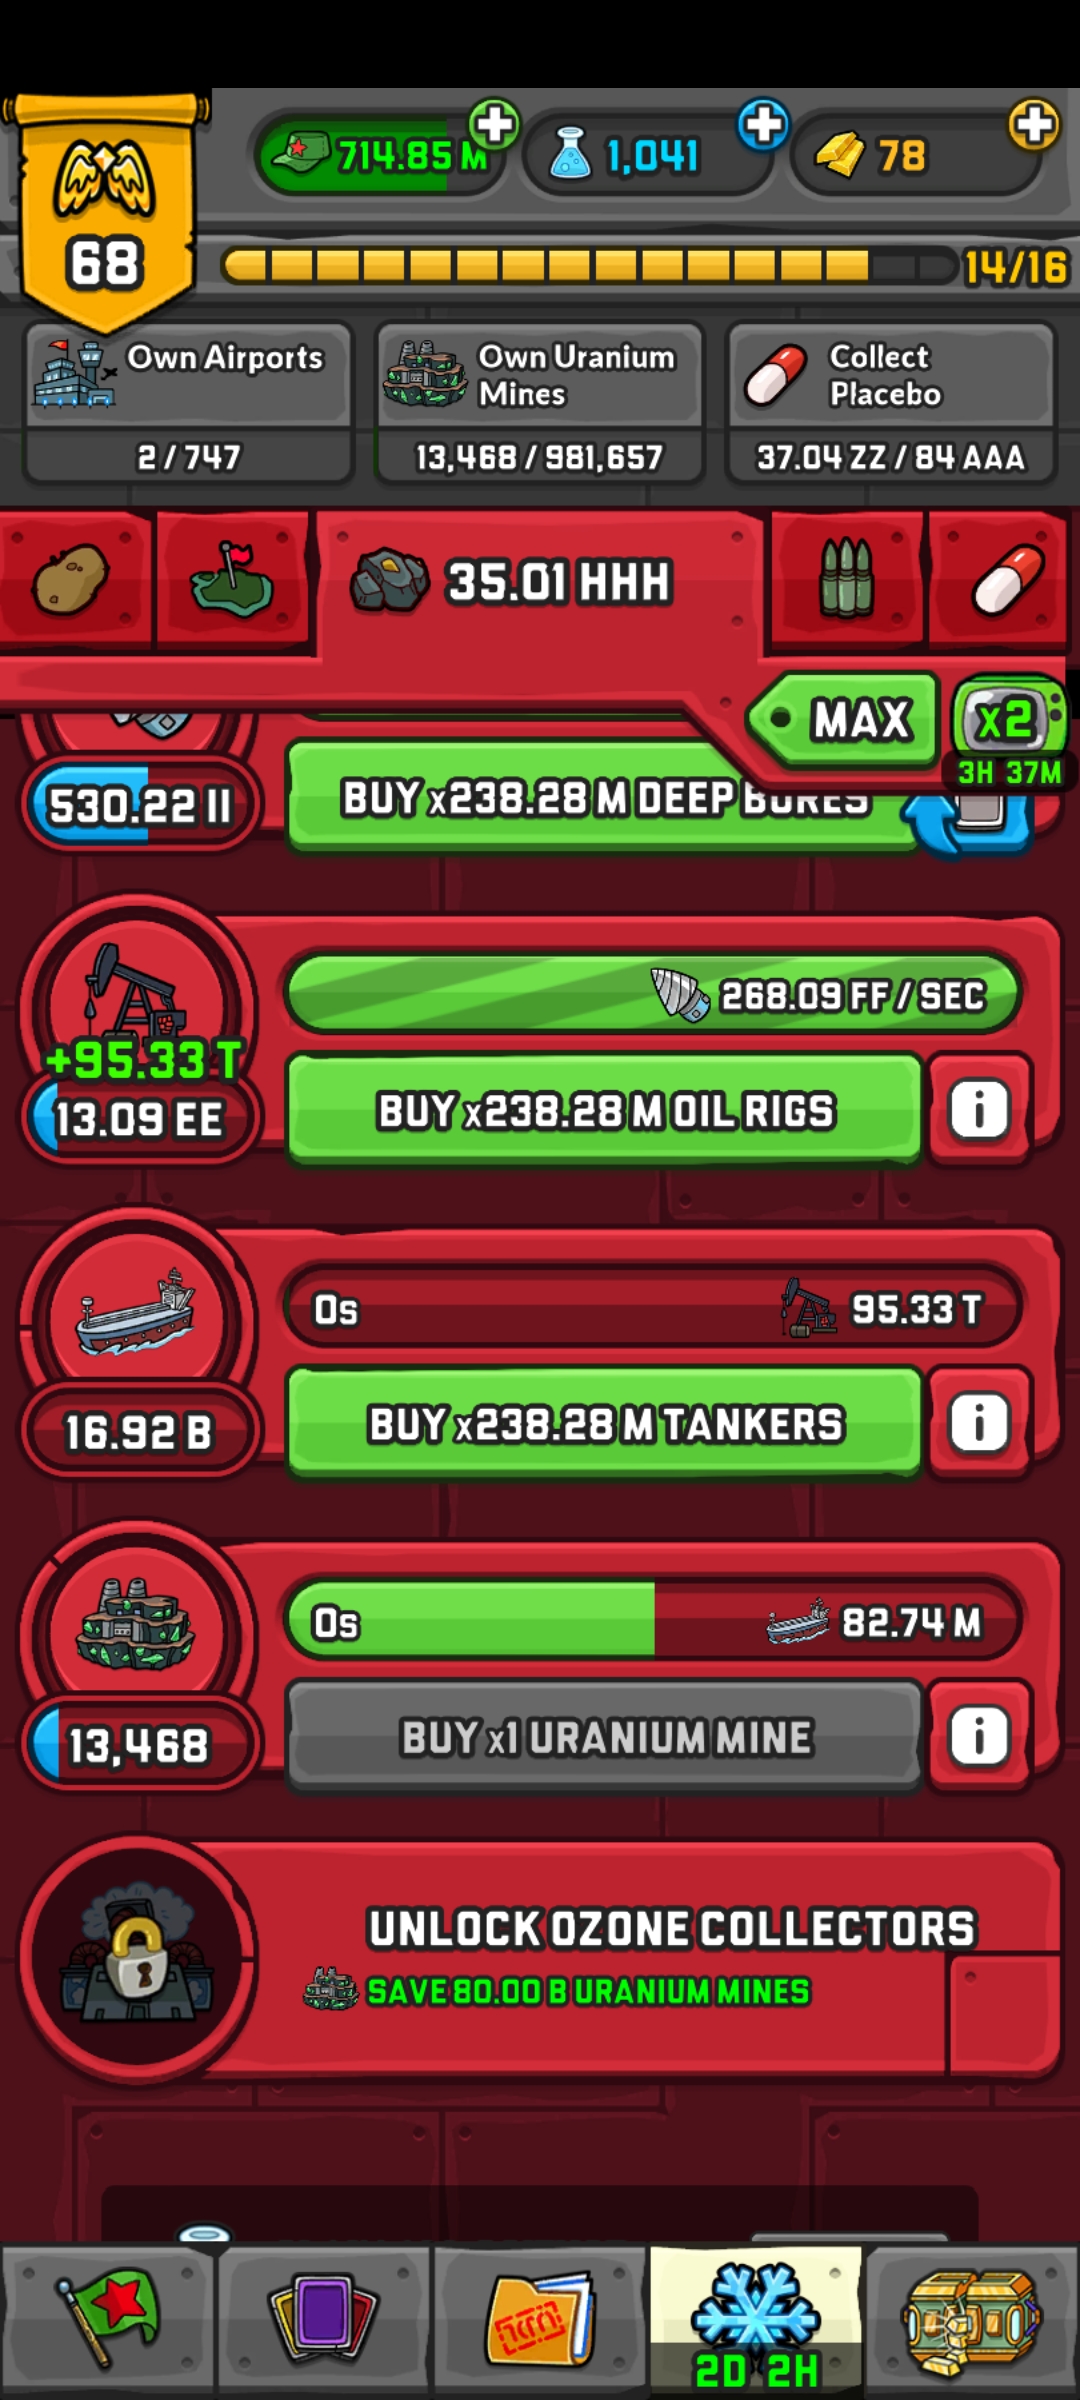 714.85 M
1,041
78
68
14/16
Own Airports
2 / 747
Own Uranium
Mines
13,468 / 981,657
Collect
Placebo
37.04 ZZ / 84 AAA
35.01 HHH
MAX
x2
3H 37M
530.22 II
BUY x238.28 M DEEP BORES
268.09 FF / SEC
+95.33 T
13.09 EE
BUY x238.28 M OIL RIGS
i
0s
95.33 T
16.92 B
BUY x238.28 M TANKERS
i
0s
82.74 M
13,468
BUY x1 URANIUM MINE
i
UNLOCK OZONE COLLECTORS
SAVE 80.00 B URANIUM MINES
2D 2H